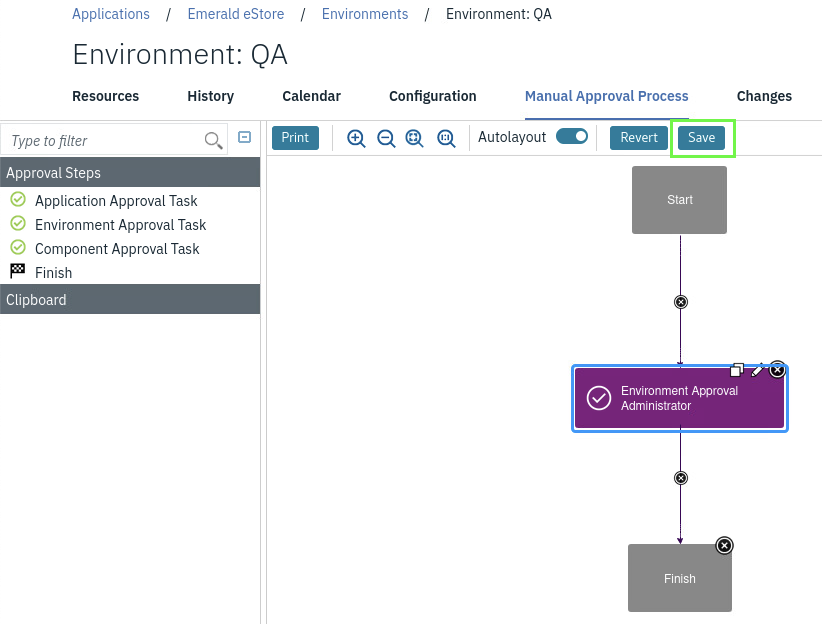 Applications / Emerald eStore / Environments / Environment: QA
Environment: QA
Resources History Calendar Configuration Manual Approval Process Changes
Type to filter
Print Autolayout Revert Save
Approval Steps
Application Approval Task
Environment Approval Task
Component Approval Task
Finish
Clipboard
Start
Environment Approval
Administrator
Finish